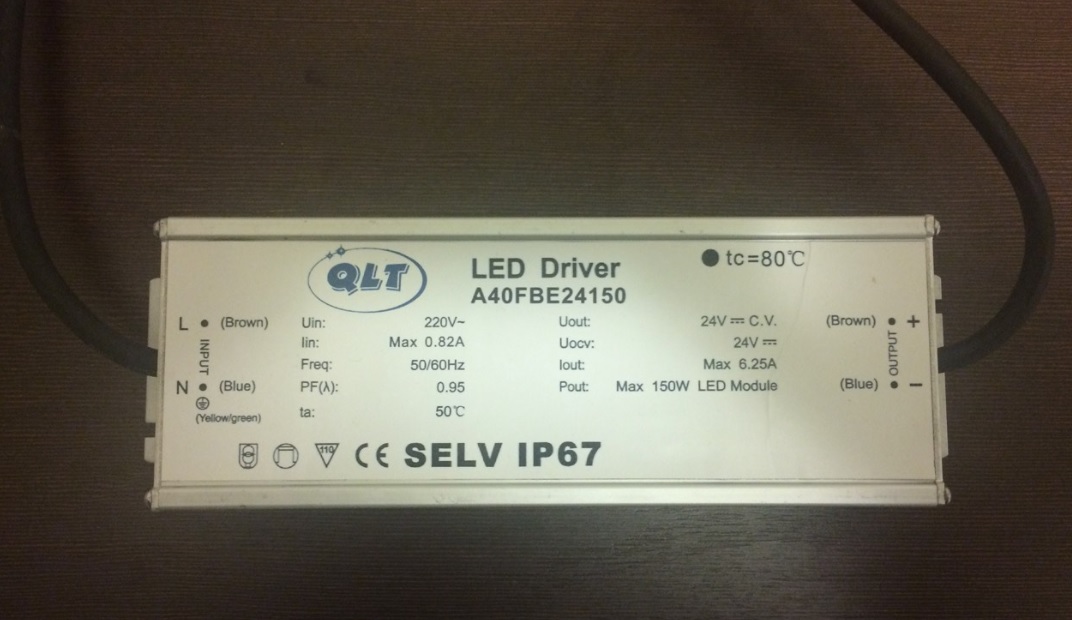 QLT
LED Driver
A40FBE24150
tc=80℃
L (Brown)
INPUT
N (Blue)
(Yellow/green)
Uin: 220V~
Iin: Max 0.82A
Freq: 50/60Hz
PF(λ): 0.95
ta: 50℃
Uout: 24V⎓ C.V.
Uocv: 24V⎓
Iout: Max 6.25A
Pout: Max 150W LED Module
(Brown) +
OUTPUT
(Blue) −
110 CE SELV IP67